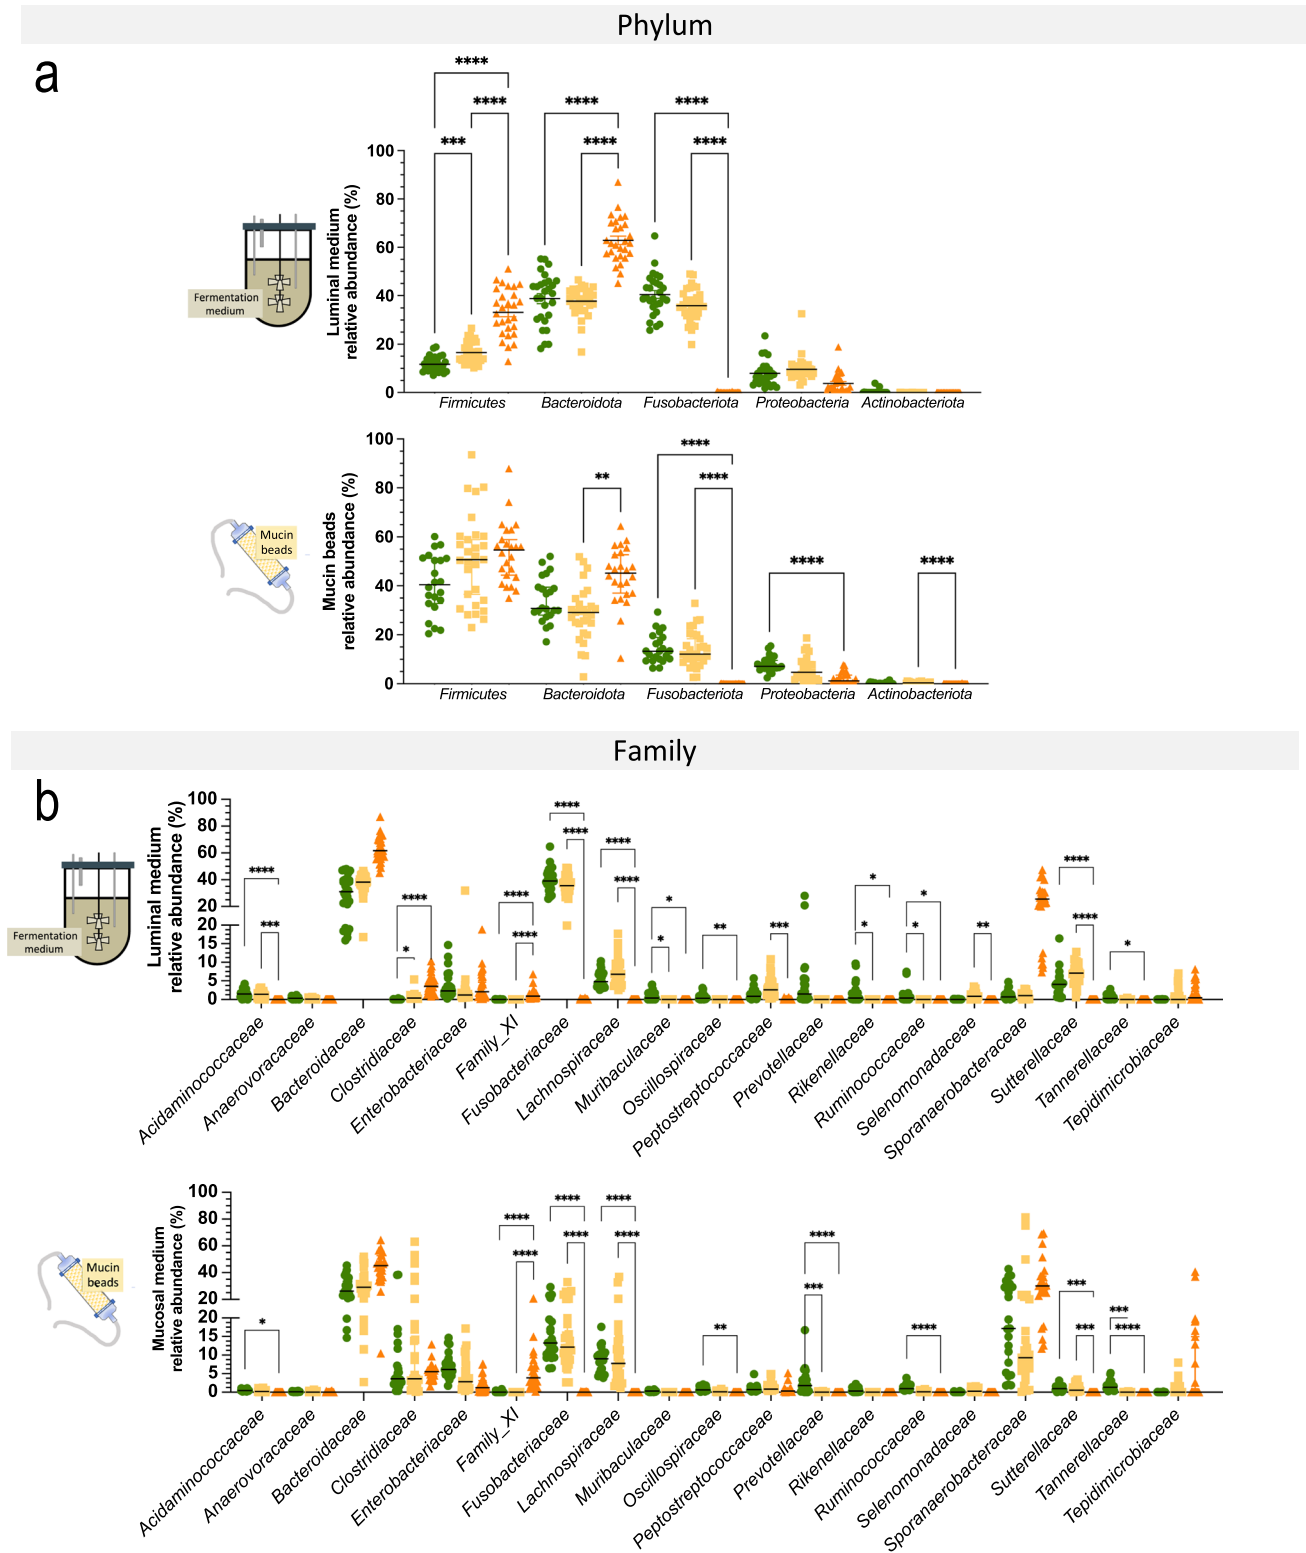 Phylum
a
****
****
****
****
***
****
****
Luminal medium
relative abundance (%)
100
80
60
40
20
0
Fermentation
medium
Firmicutes
Bacteroidota
Fusobacteriota
Proteobacteria
Actinobacteriota
****
**
****
****
****
Mucin beads
relative abundance (%)
100
80
60
40
20
0
Mucin
beads
Firmicutes
Bacteroidota
Fusobacteriota
Proteobacteria
Actinobacteriota
Family
b
Luminal medium
relative abundance (%)
100
80
60
40
20
20
15
10
5
0
Fermentation
medium
****
***
****
*
****
****
****
****
****
****
*
*
**
***
*
*
*
*
**
****
****
*
Acidaminococcaceae
Anaerovoracaceae
Bacteroidaceae
Clostridiaceae
Enterobacteriaceae
Family_XI
Fusobacteriaceae
Lachnospiraceae
Muribaculaceae
Oscillospiraceae
Peptostreptococcaceae
Prevotellaceae
Rikenellaceae
Ruminococcaceae
Selenomonadaceae
Sporanaerobacteraceae
Sutterellaceae
Tannerellaceae
Tepidimicrobiaceae
Mucosal medium
relative abundance (%)
100
80
60
40
20
20
15
10
5
0
Mucin
beads
*
****
****
****
****
****
****
**
****
***
****
***
***
***
****
Acidaminococcaceae
Anaerovoracaceae
Bacteroidaceae
Clostridiaceae
Enterobacteriaceae
Family_XI
Fusobacteriaceae
Lachnospiraceae
Muribaculaceae
Oscillospiraceae
Peptostreptococcaceae
Prevotellaceae
Rikenellaceae
Ruminococcaceae
Selenomonadaceae
Sporanaerobacteraceae
Sutterellaceae
Tannerellaceae
Tepidimicrobiaceae